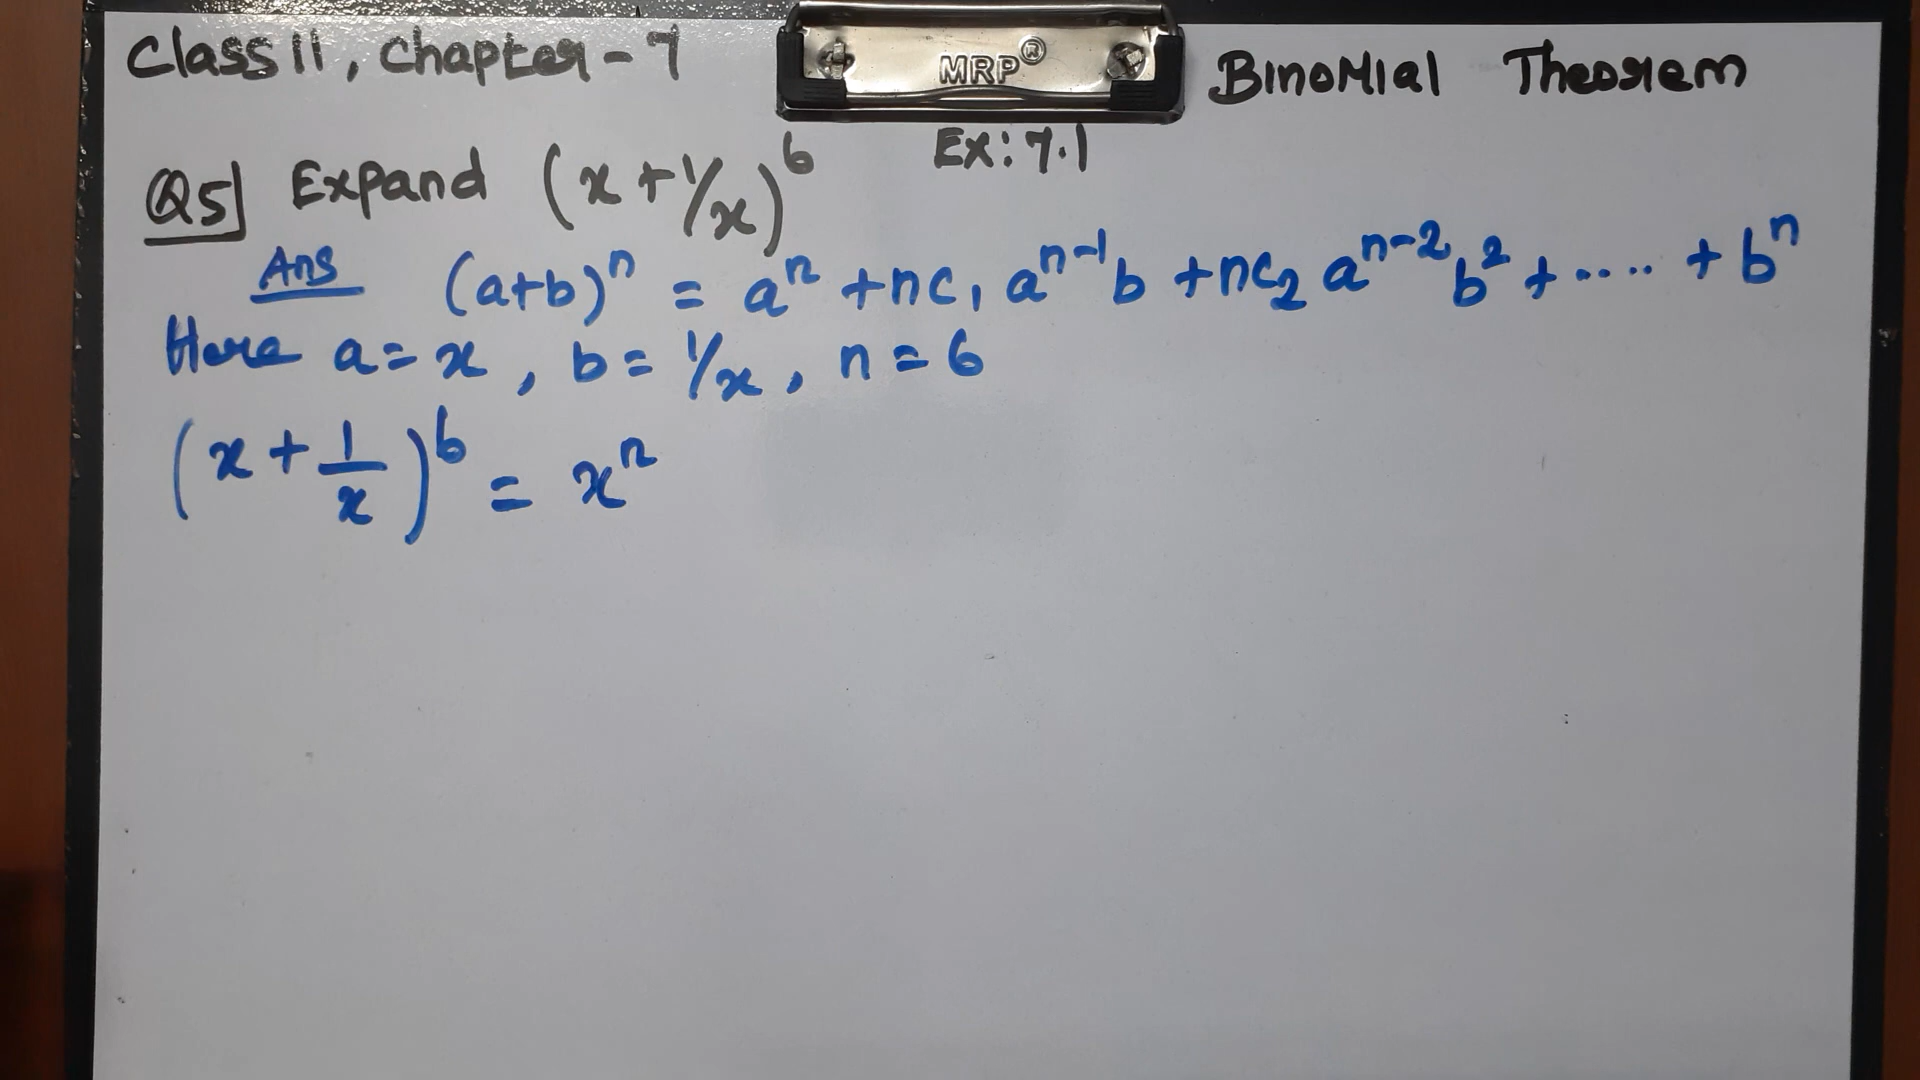 Class 11, Chapter - 7
MRP®
BinoMial Theorem
Ex: 7.1
Q5] Expand (x + 1/x)^6
Ans (a+b)^n = a^n + nc₁ a^n-1 b + nc₂ a^n-2 b² + ..... + b^n
Here a = x, b = 1/x, n = 6
(x + 1/x)^6 = x^n